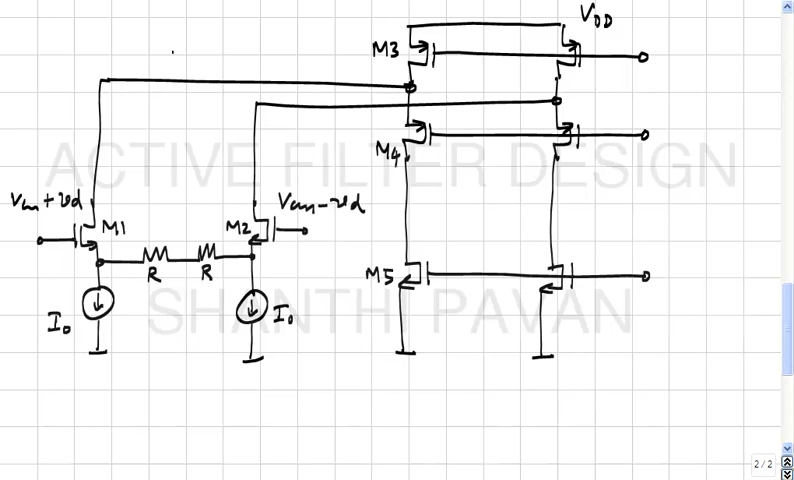 VDD
M3
M4
ACTIVE FILTER DESIGN
Vcm+vd
M1
M2
Vcm-vd
R
R
M5
I0
I0
SHANTHI PAVAN
2 / 2